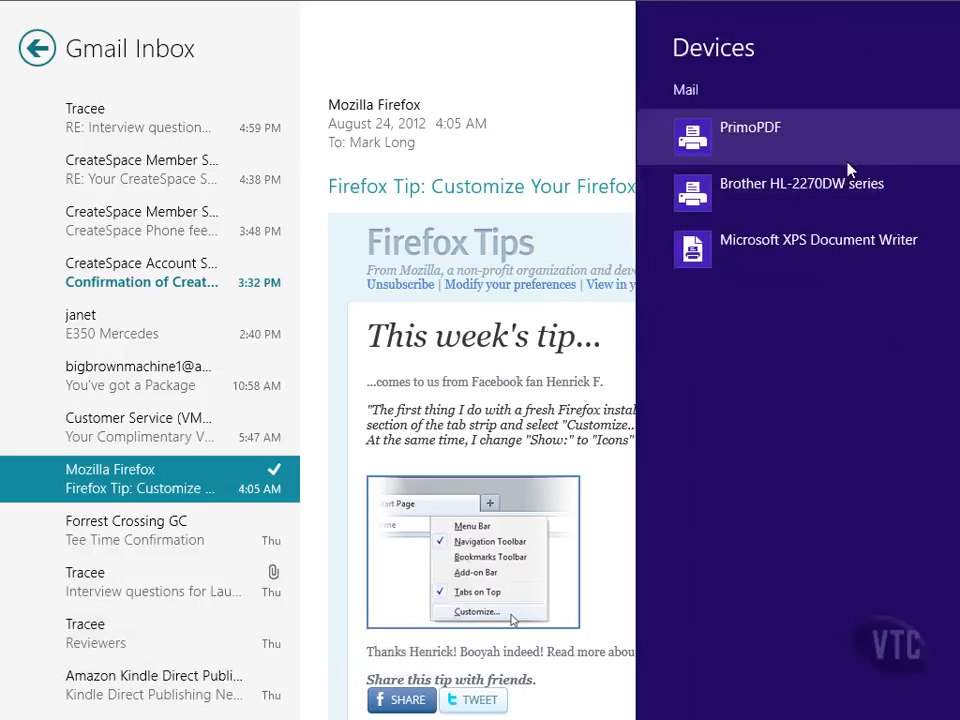 Gmail Inbox
Tracee
RE: Interview question...
4:59 PM
CreateSpace Member S...
RE: Your CreateSpace S...
4:38 PM
CreateSpace Member S...
CreateSpace Phone fee...
3:48 PM
CreateSpace Account S...
Confirmation of Creat...
3:32 PM
janet
E350 Mercedes
2:40 PM
bigbrownmachine1@a...
You've got a Package
10:58 AM
Customer Service (VM...
Your Complimentary V...
5:47 AM
Mozilla Firefox
Firefox Tip: Customize ...
4:05 AM
Forrest Crossing GC
Tee Time Confirmation
Thu
Tracee
Interview questions for Lau...
Thu
Tracee
Reviewers
Thu
Amazon Kindle Direct Publi...
Kindle Direct Publishing Ne...
Thu
Mozilla Firefox
August 24, 2012 4:05 AM
To: Mark Long
Firefox Tip: Customize Your Firefox
Firefox Tips
From Mozilla, a non-profit organization and deve
Unsubscribe | Modify your preferences | View in y
This week's tip...
...comes to us from Facebook fan Henrick F.
"The first thing I do with a fresh Firefox instal
section of the tab strip and select "Customize..
At the same time, I change "Show:" to "Icons"
tart Page
+
ome
Menu Bar
Navigation Toolbar
Bookmarks Toolbar
Add-on Bar
Tabs on Top
Customize...
Thanks Henrick! Booyah indeed! Read more abou
Share this tip with friends.
f SHARE
TWEET
Devices
Mail
PrimoPDF
Brother HL-2270DW series
Microsoft XPS Document Writer
VTC